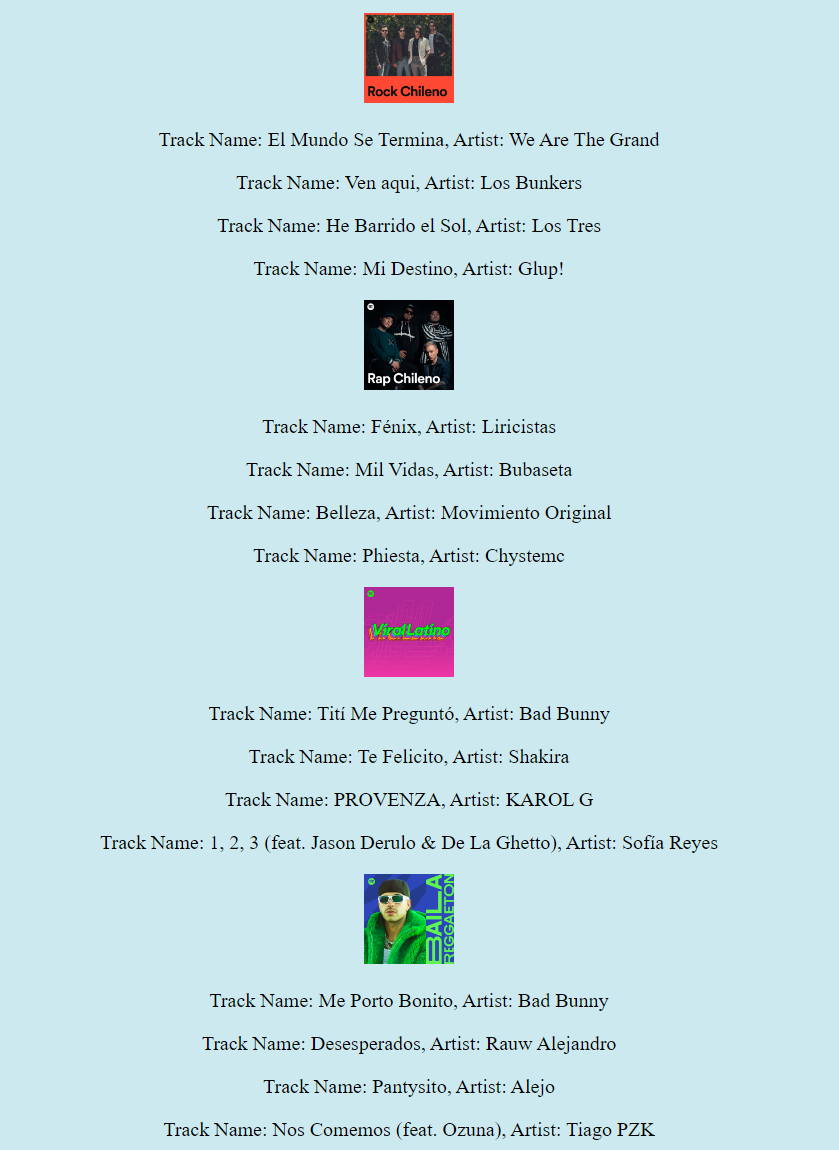 Rock Chileno
Track Name: El Mundo Se Termina, Artist: We Are The Grand
Track Name: Ven aqui, Artist: Los Bunkers
Track Name: He Barrido el Sol, Artist: Los Tres
Track Name: Mi Destino, Artist: Glup!
Rap Chileno
Track Name: Fénix, Artist: Liricistas
Track Name: Mil Vidas, Artist: Bubaseta
Track Name: Belleza, Artist: Movimiento Original
Track Name: Phiesta, Artist: Chystemc
Viral Latino
Track Name: Tití Me Preguntó, Artist: Bad Bunny
Track Name: Te Felicito, Artist: Shakira
Track Name: PROVENZA, Artist: KAROL G
Track Name: 1, 2, 3 (feat. Jason Derulo & De La Ghetto), Artist: Sofía Reyes
BAILA
REGGAETON
Track Name: Me Porto Bonito, Artist: Bad Bunny
Track Name: Desesperados, Artist: Rauw Alejandro
Track Name: Pantysito, Artist: Alejo
Track Name: Nos Comemos (feat. Ozuna), Artist: Tiago PZK